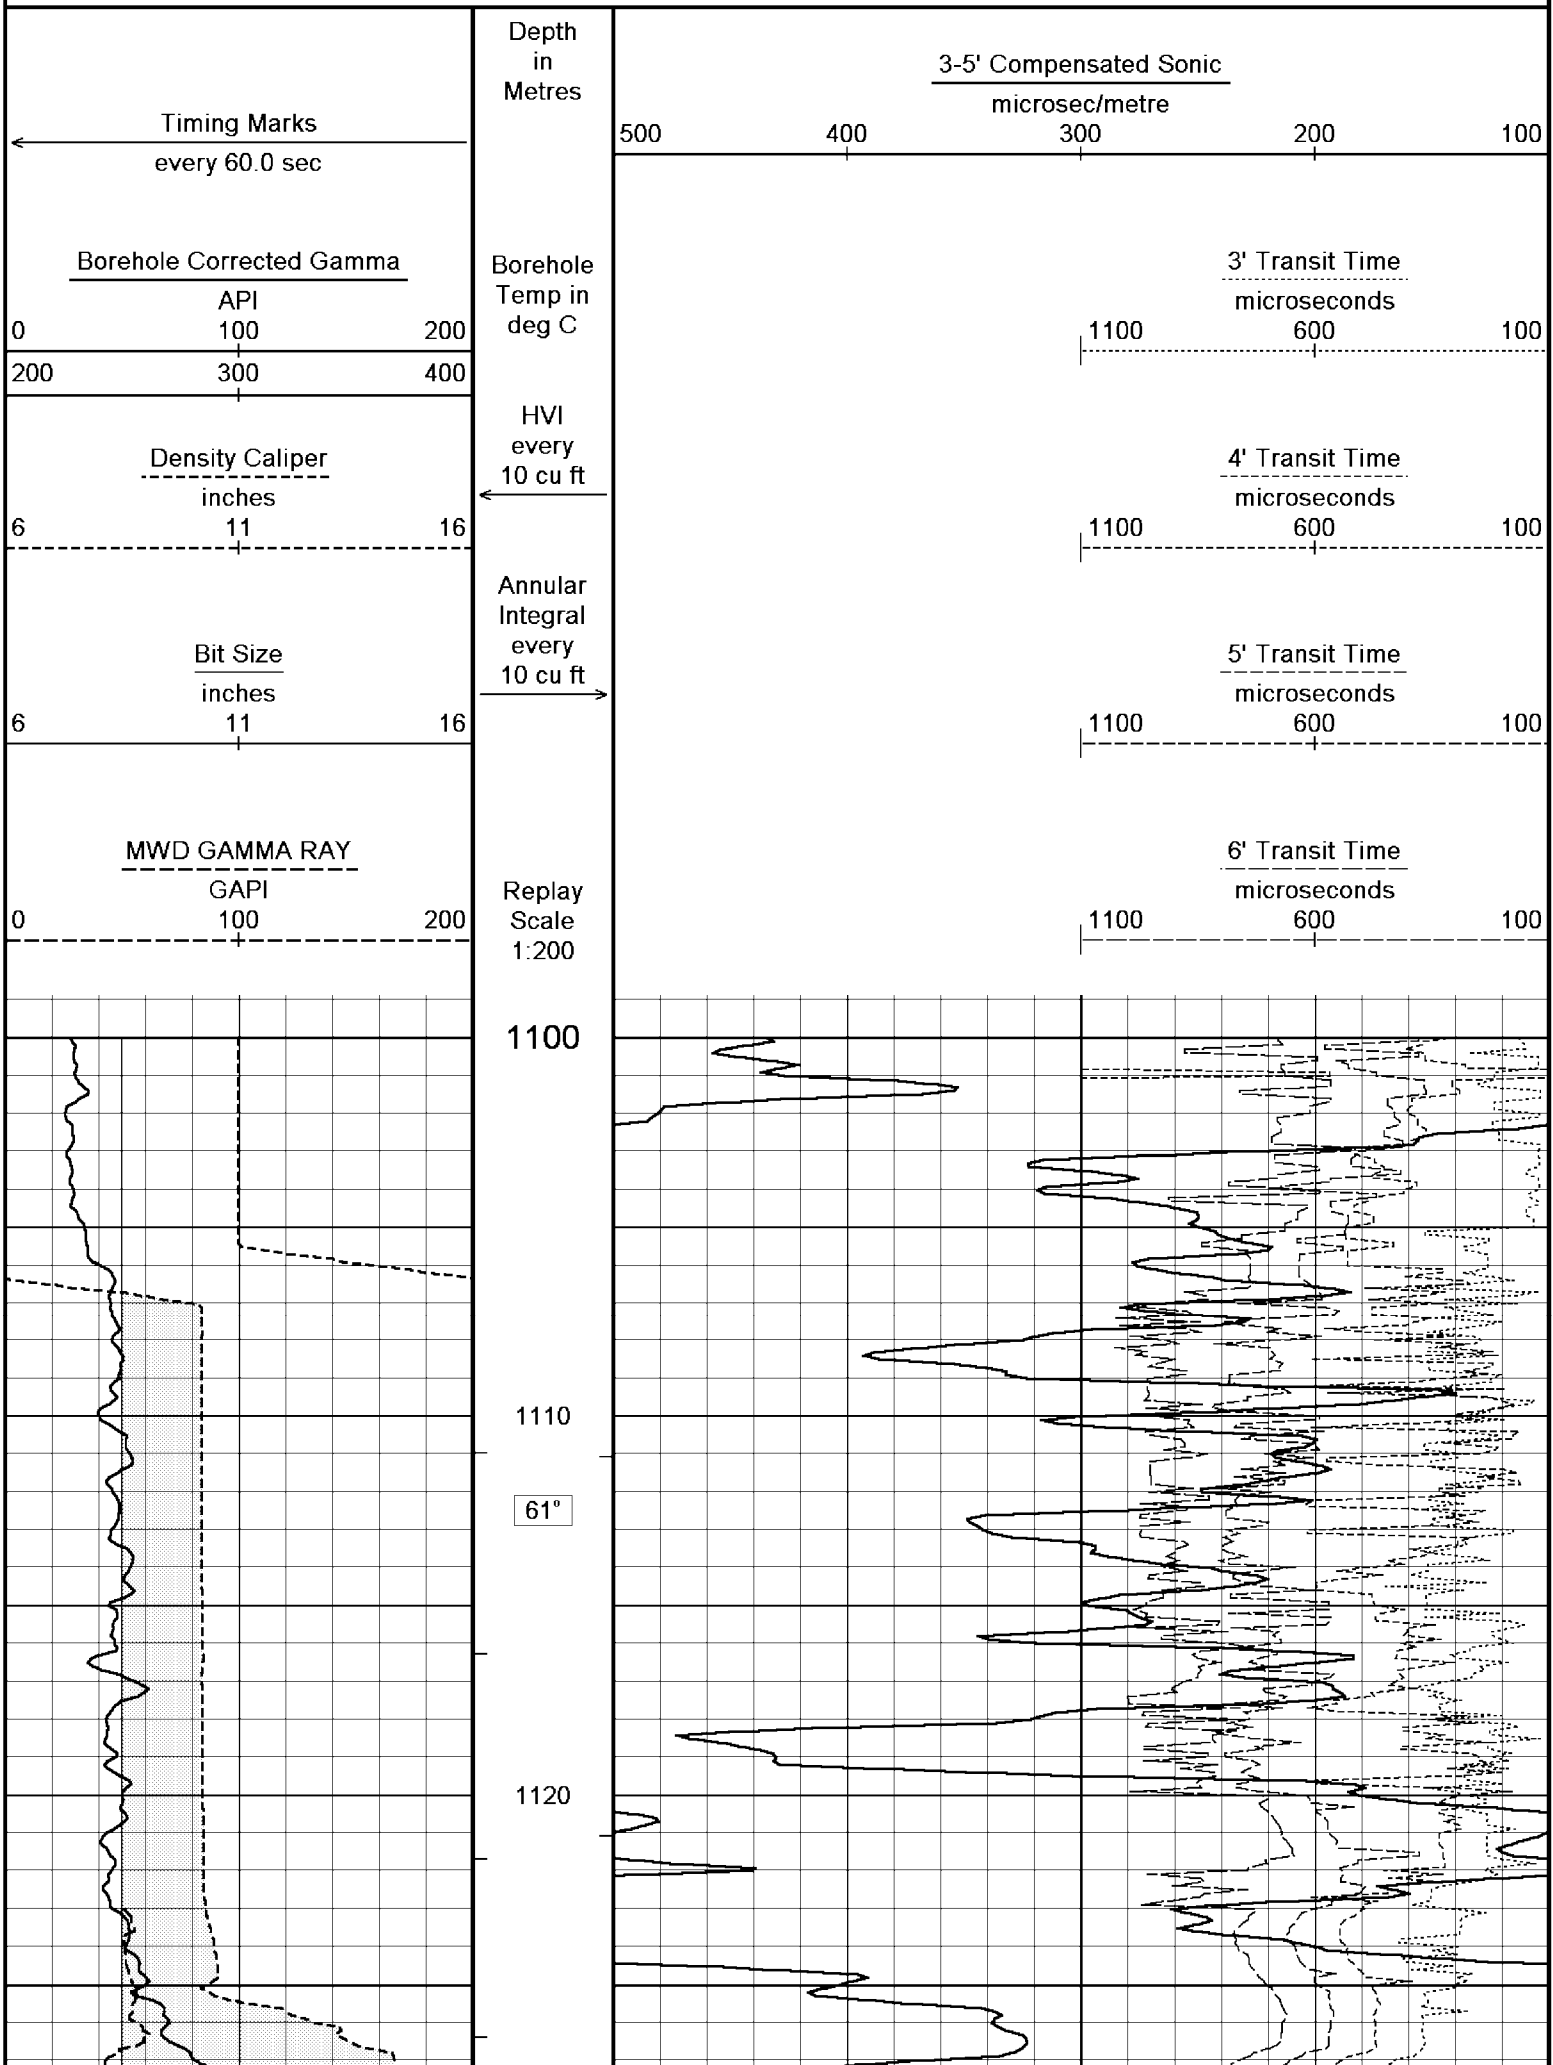 Timing Marks
every 60.0 sec
Borehole Corrected Gamma
API
0 100 200
200 300 400
Density Caliper
inches
6 11 16
Bit Size
inches
6 11 16
MWD GAMMA RAY
GAPI
0 100 200
Depth
in
Metres
Borehole
Temp in
deg C
HVI
every
10 cu ft
Annular
Integral
every
10 cu ft
Replay
Scale
1:200
3-5' Compensated Sonic
microsec/metre
500 400 300 200 100
3' Transit Time
microseconds
1100 600 100
4' Transit Time
microseconds
1100 600 100
5' Transit Time
microseconds
1100 600 100
6' Transit Time
microseconds
1100 600 100
1100
1110
61°
1120